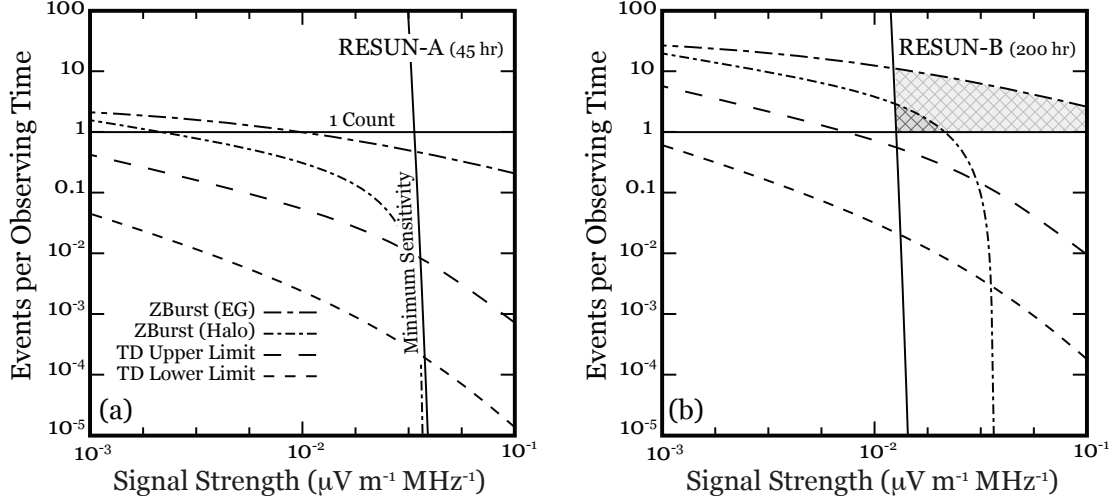 100
10
1
0.1
10⁻²
10⁻³
10⁻⁴
10⁻⁵
Events per Observing Time
RESUN-A (45 hr)
1 Count
Minimum Sensitivity
ZBurst (EG)
ZBurst (Halo)
TD Upper Limit
TD Lower Limit
(a)
10⁻³
10⁻²
10⁻¹
Signal Strength (μV m⁻¹ MHz⁻¹)
100
10
1
0.1
10⁻²
10⁻³
10⁻⁴
10⁻⁵
Events per Observing Time
RESUN-B (200 hr)
(b)
10⁻³
10⁻²
10⁻¹
Signal Strength (μV m⁻¹ MHz⁻¹)